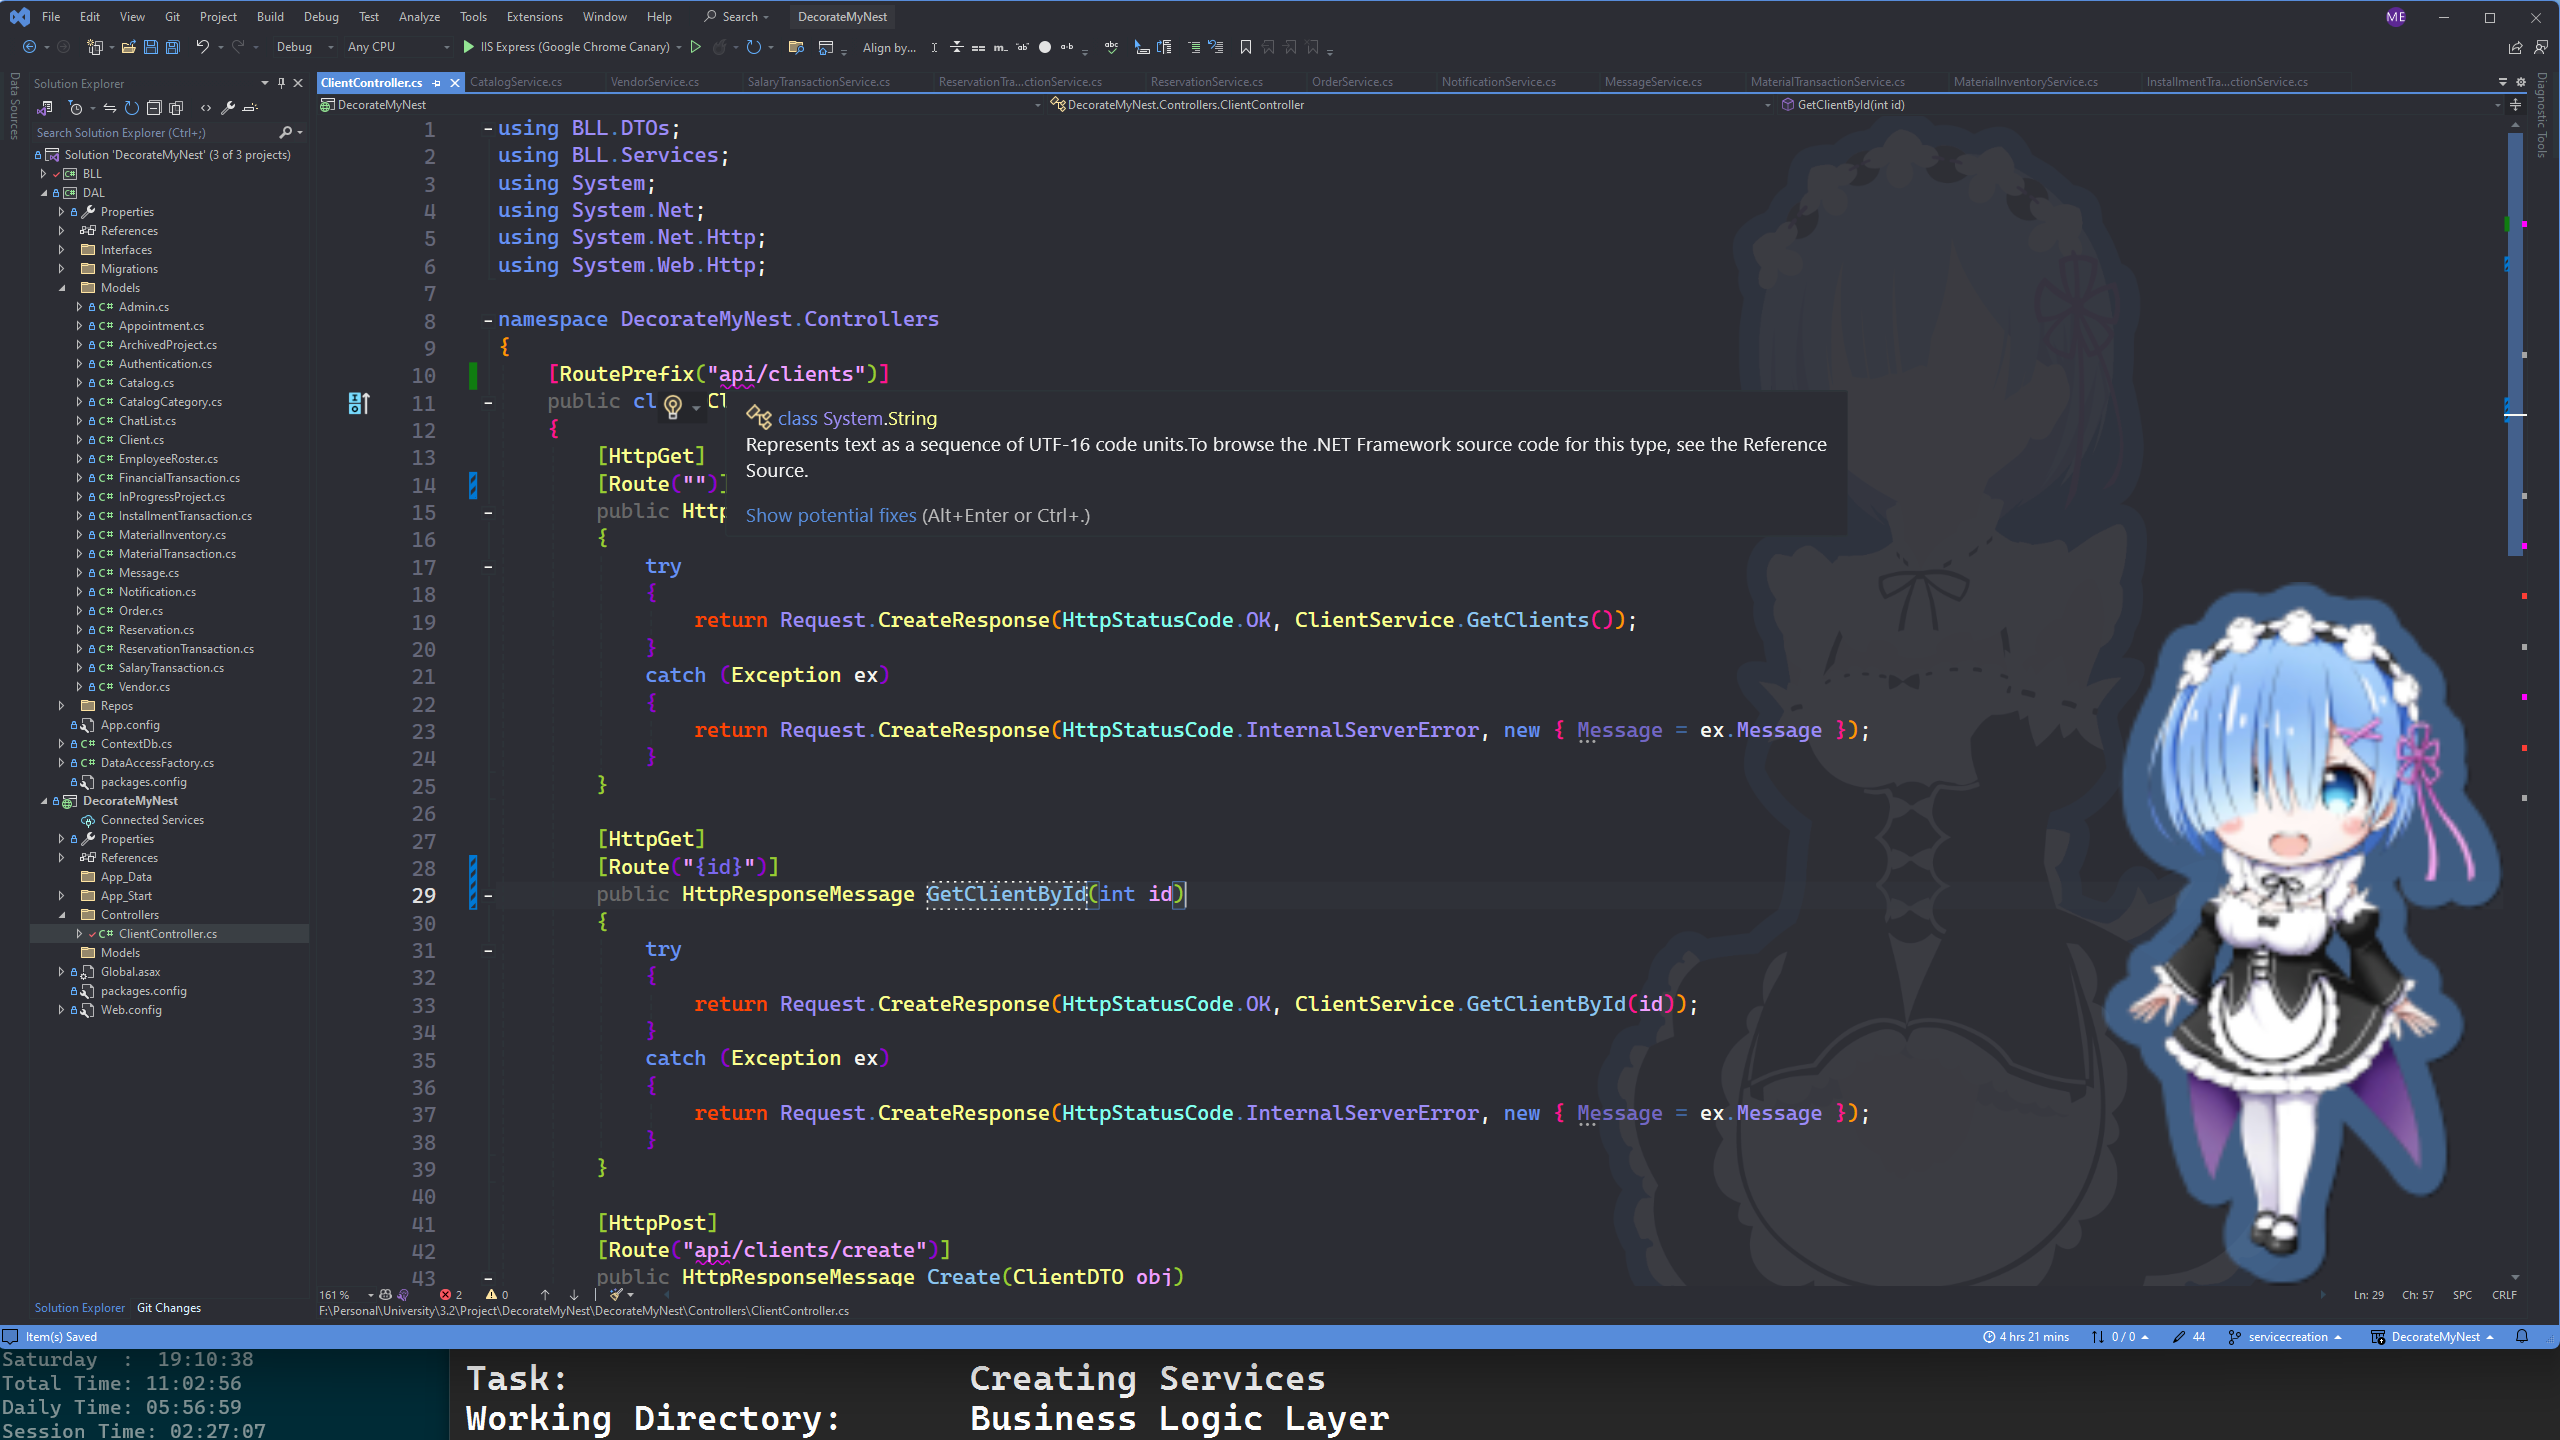 File Edit View Git Project Build Debug Test Analyze Tools Extensions Window Help Search DecorateMyNest ME
Debug Any CPU IIS Express (Google Chrome Canary) Align by...
Data Sources
Solution Explorer
Search Solution Explorer (Ctrl+;)
Solution 'DecorateMyNest' (3 of 3 projects)
BLL
DAL
Properties
References
Interfaces
Migrations
Models
C# Admin.cs
C# Appointment.cs
C# ArchivedProject.cs
C# Authentication.cs
C# Catalog.cs
C# CatalogCategory.cs
C# ChatList.cs
C# Client.cs
C# EmployeeRoster.cs
C# FinancialTransaction.cs
C# InProgressProject.cs
C# InstallmentTransaction.cs
C# MaterialInventory.cs
C# MaterialTransaction.cs
C# Message.cs
C# Notification.cs
C# Order.cs
C# Reservation.cs
C# ReservationTransaction.cs
C# SalaryTransaction.cs
C# Vendor.cs
Repos
App.config
C# ContextDb.cs
C# DataAccessFactory.cs
packages.config
DecorateMyNest
Connected Services
Properties
References
App_Data
App_Start
Controllers
C# ClientController.cs
Models
Global.asax
packages.config
Web.config
Solution Explorer Git Changes
ClientController.cs CatalogService.cs VendorService.cs SalaryTransactionService.cs ReservationTra...ctionService.cs ReservationService.cs OrderService.cs NotificationService.cs MessageService.cs MaterialTransactionService.cs MaterialInventoryService.cs InstallmentTra...ctionService.cs
DecorateMyNest DecorateMyNest.Controllers.ClientController GetClientById(int id)
Diagnostic Tools
1 using BLL.DTOs;
2 using BLL.Services;
3 using System;
4 using System.Net;
5 using System.Net.Http;
6 using System.Web.Http;
7
8 namespace DecorateMyNest.Controllers
9 {
10 [RoutePrefix("api/clients")]
11 public cl C
12 {
13 [HttpGet]
14 [Route("")]
15 public Http
16 {
class System.String
Represents text as a sequence of UTF-16 code units.To browse the .NET Framework source code for this type, see the Reference
Source.
Show potential fixes (Alt+Enter or Ctrl+.)
17 try
18 {
19 return Request.CreateResponse(HttpStatusCode.OK, ClientService.GetClients());
20 }
21 catch (Exception ex)
22 {
23 return Request.CreateResponse(HttpStatusCode.InternalServerError, new { Message = ex.Message });
24 }
25 }
26
27 [HttpGet]
28 [Route("{id}")]
29 public HttpResponseMessage GetClientById(int id)
30 {
31 try
32 {
33 return Request.CreateResponse(HttpStatusCode.OK, ClientService.GetClientById(id));
34 }
35 catch (Exception ex)
36 {
37 return Request.CreateResponse(HttpStatusCode.InternalServerError, new { Message = ex.Message });
38 }
39 }
40
41 [HttpPost]
42 [Route("api/clients/create")]
43 public HttpResponseMessage Create(ClientDTO obj)
161 % 2 0 Ln: 29 Ch: 57 SPC CRLF
F:\Personal\University\3.2\Project\DecorateMyNest\DecorateMyNest\Controllers\ClientController.cs
Item(s) Saved 4 hrs 21 mins 0 / 0 44 servicecreation DecorateMyNest
Saturday : 19:10:38
Total Time: 11:02:56
Daily Time: 05:56:59
Session Time: 02:27:07
Task: Creating Services
Working Directory: Business Logic Layer